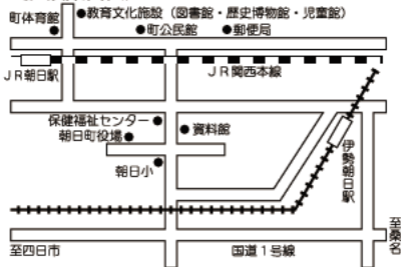 町体育館
●教育文化施設（図書館・歴史博物館・児童館）
●町公民館
●郵便局
JR朝日駅
JR関西本線
保健福祉センター●
●資料館
朝日町役場●
朝日小
伊勢朝日駅
至桑名
至四日市
国道1号線